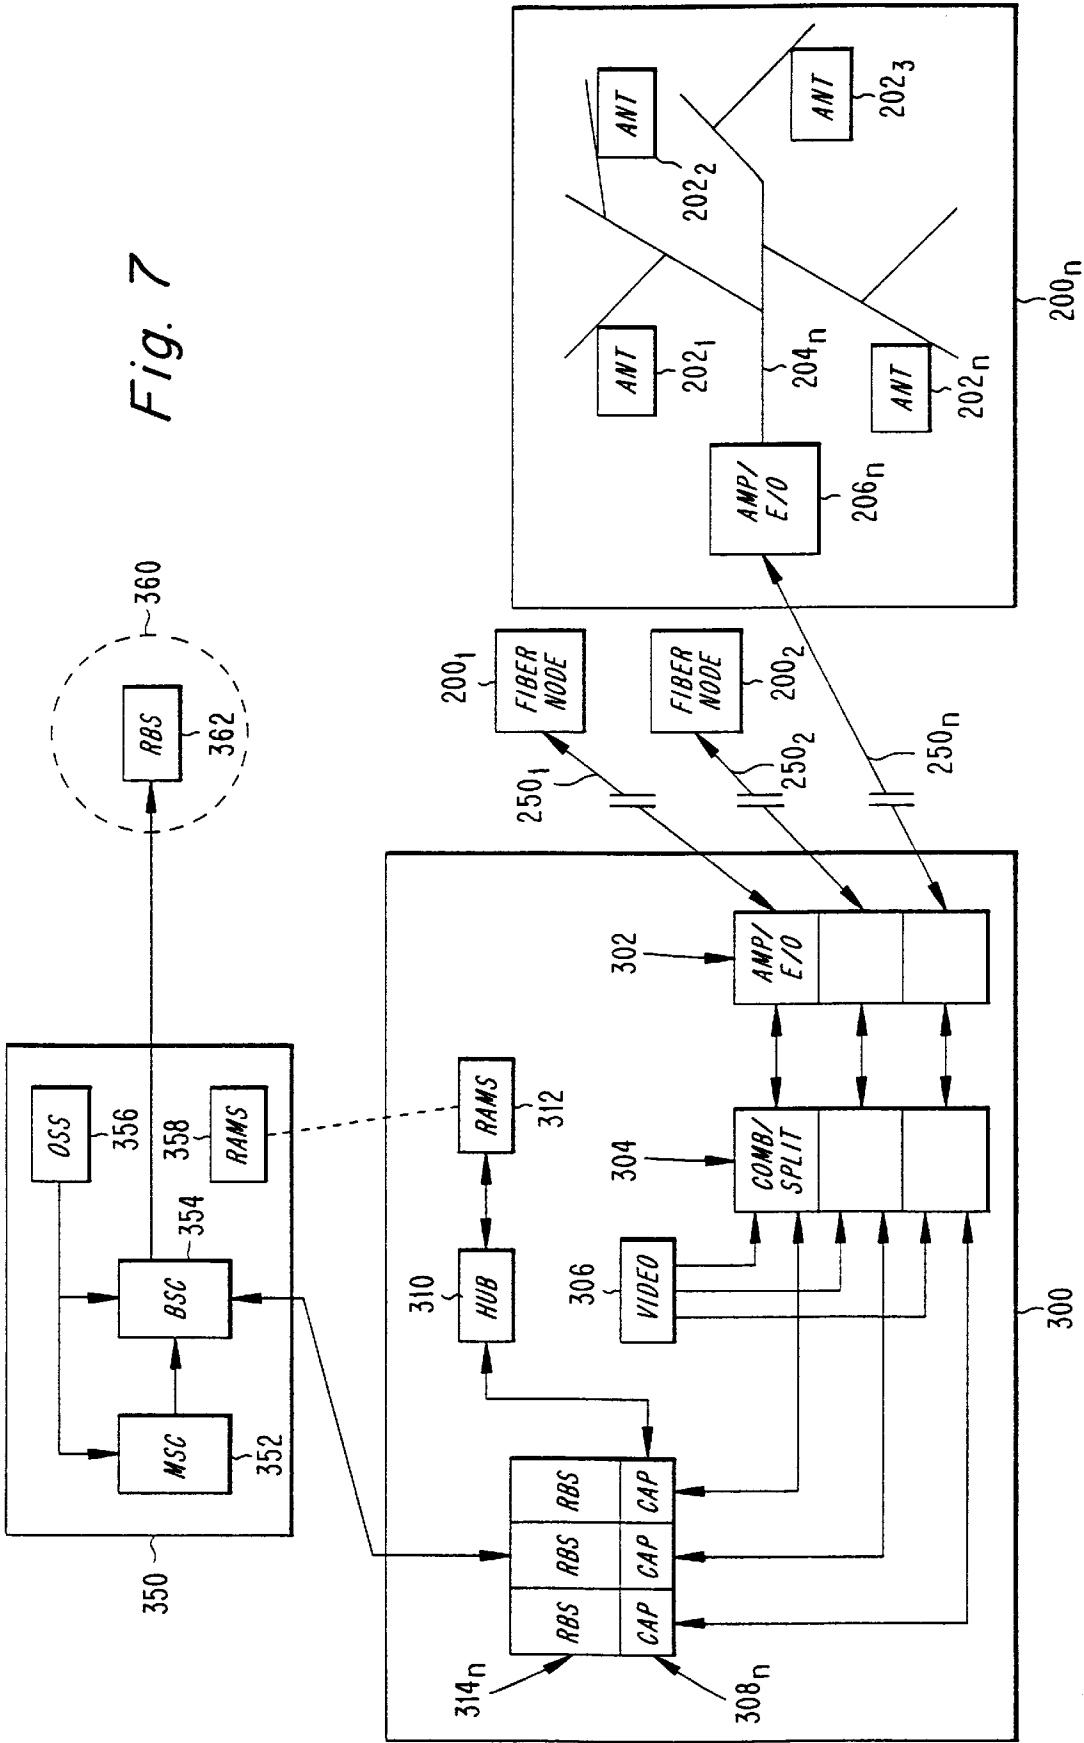 Fig. 7
350
MSC
352
BSC
354
OSS
356
358
RAMS
360
RBS
362
314n
RBS
RBS
RBS
CAP
CAP
CAP
308n
310
HUB
RAMS
312
306
VIDEO
304
COMB/
SPLIT
302
AMP/
E/O
300
250₁
250₂
250n
200₁
FIBER
NODE
FIBER
NODE
200₂
AMP/
E/O
206n
204n
ANT
202₁
ANT
202₂
ANT
202₃
ANT
202n
200n